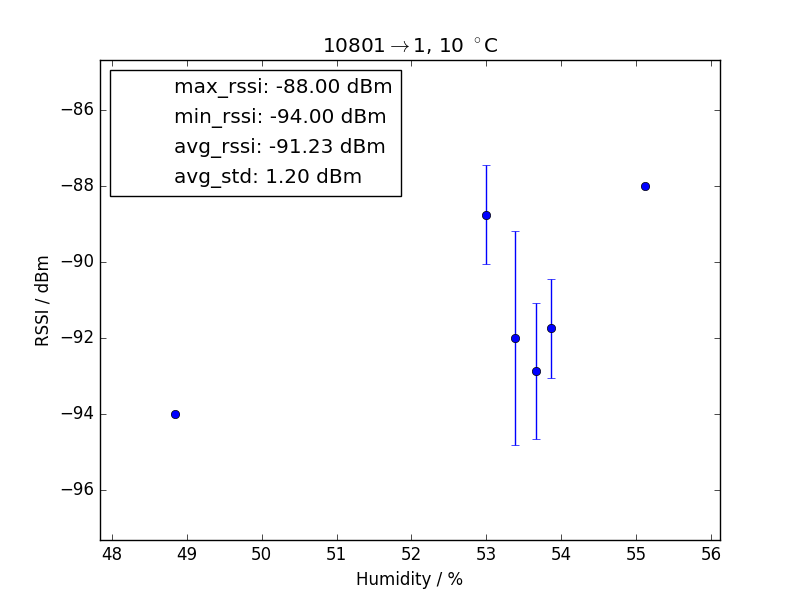 10801→1, 10 °C
max_rssi: -88.00 dBm
min_rssi: -94.00 dBm
avg_rssi: -91.23 dBm
avg_std: 1.20 dBm
RSSI / dBm
−86
−88
−90
−92
−94
−96
48 49 50 51 52 53 54 55 56
Humidity / %